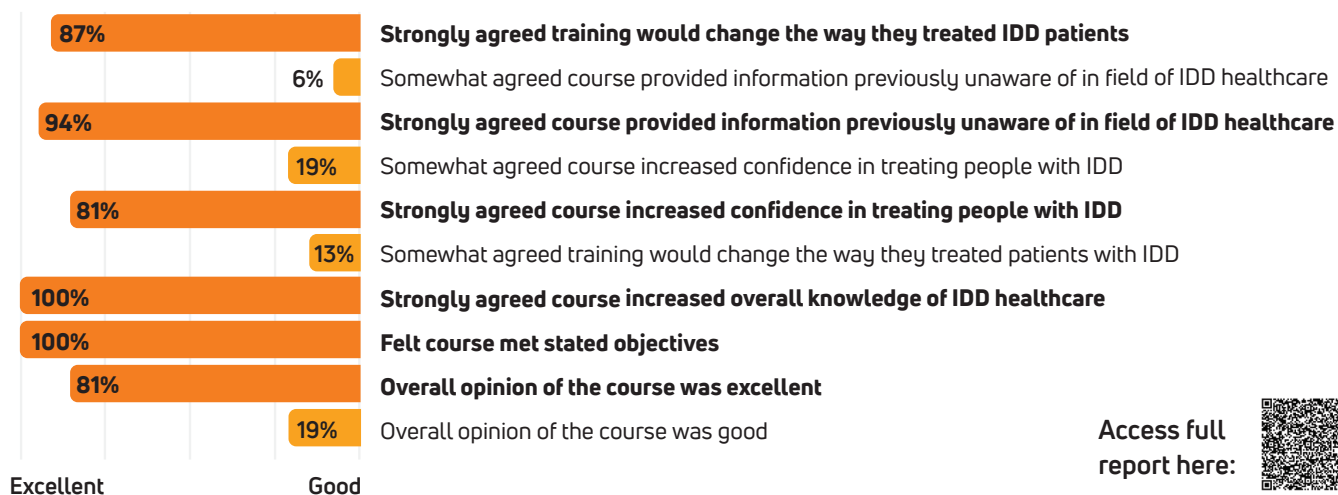 87% Strongly agreed training would change the way they treated IDD patients
6% Somewhat agreed course provided information previously unaware of in field of IDD healthcare
94% Strongly agreed course provided information previously unaware of in field of IDD healthcare
19% Somewhat agreed course increased confidence in treating people with IDD
81% Strongly agreed course increased confidence in treating people with IDD
13% Somewhat agreed training would change the way they treated patients with IDD
100% Strongly agreed course increased overall knowledge of IDD healthcare
100% Felt course met stated objectives
81% Overall opinion of the course was excellent
19% Overall opinion of the course was good
Access full
report here:
Excellent Good